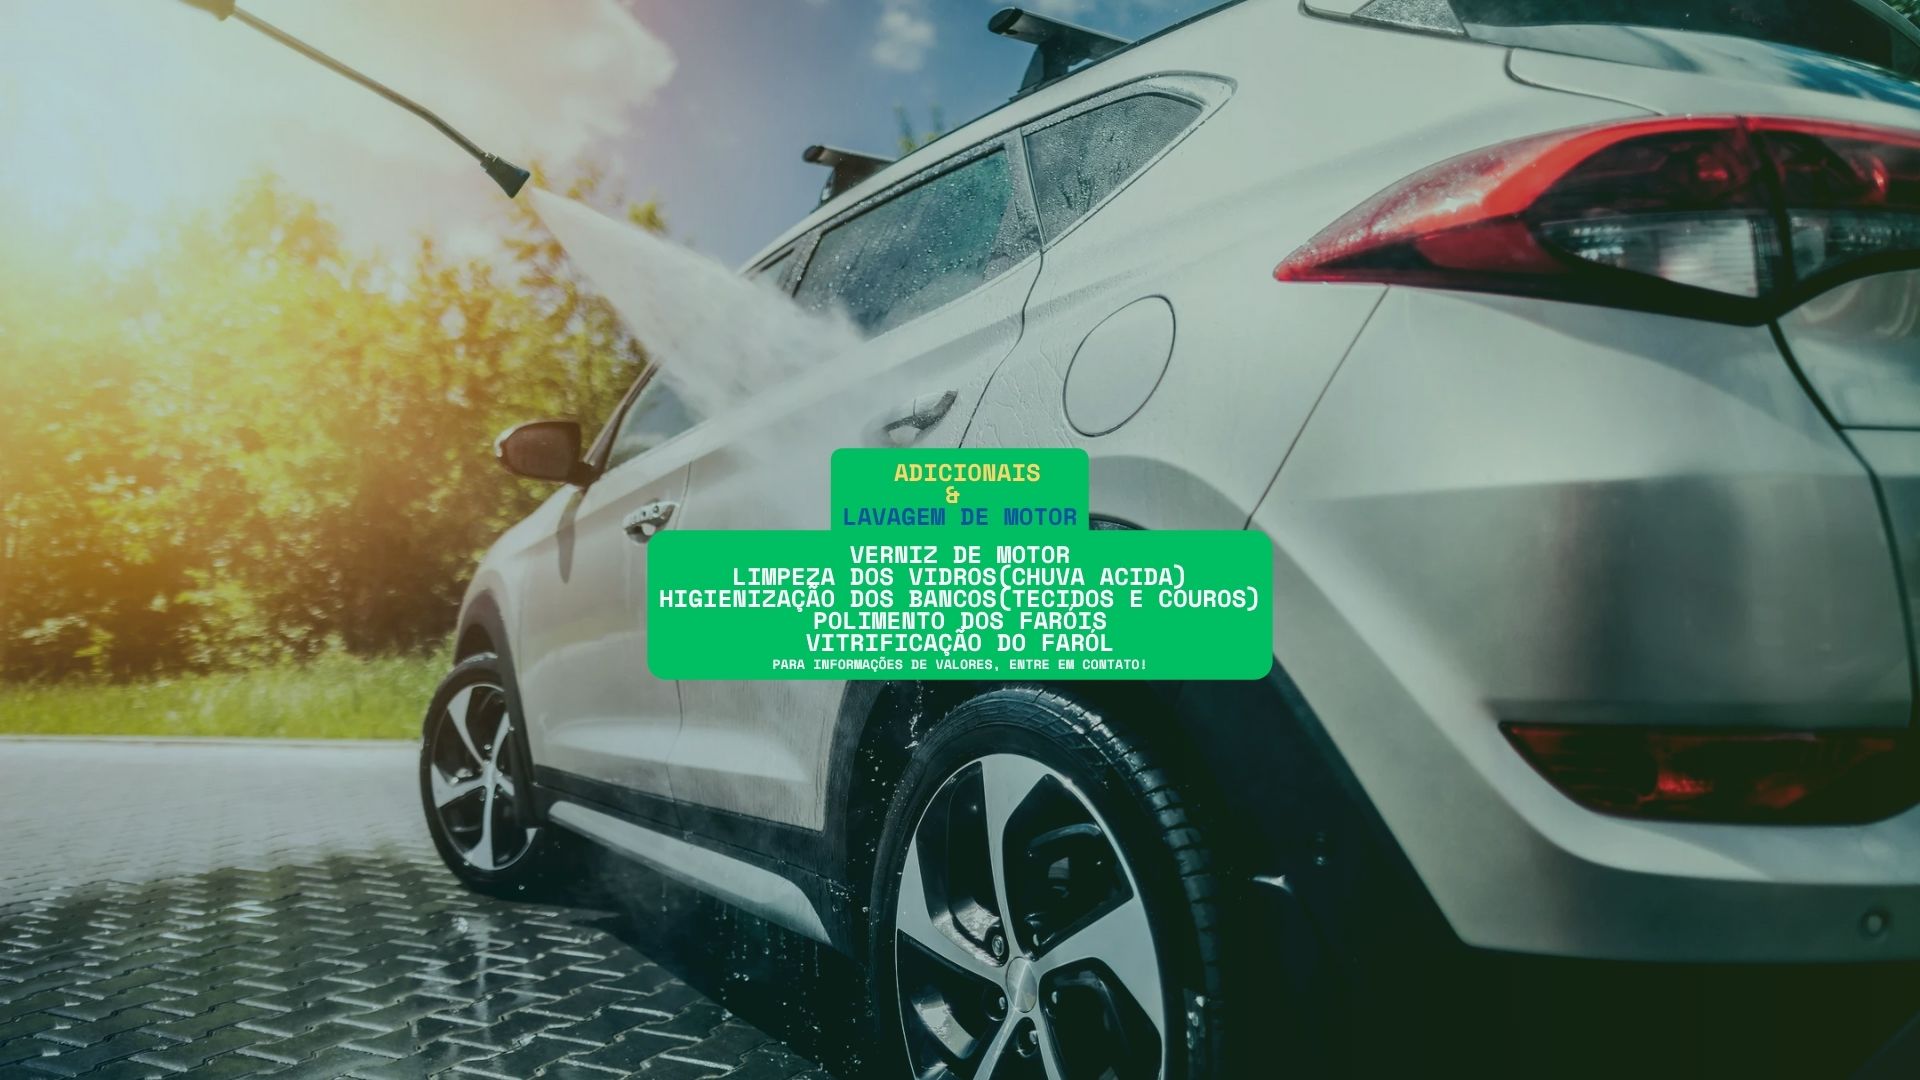 ADICIONAIS
&
LAVAGEM DE MOTOR
VERNIZ DE MOTOR
LIMPEZA DOS VIDROS(CHUVA ACIDA)
HIGIENIZAÇÃO DOS BANCOS(TECIDOS E COUROS)
POLIMENTO DOS FARÓIS
VITRIFICAÇÃO DO FARÓL
PARA INFORMAÇÕES DE VALORES, ENTRE EM CONTATO!